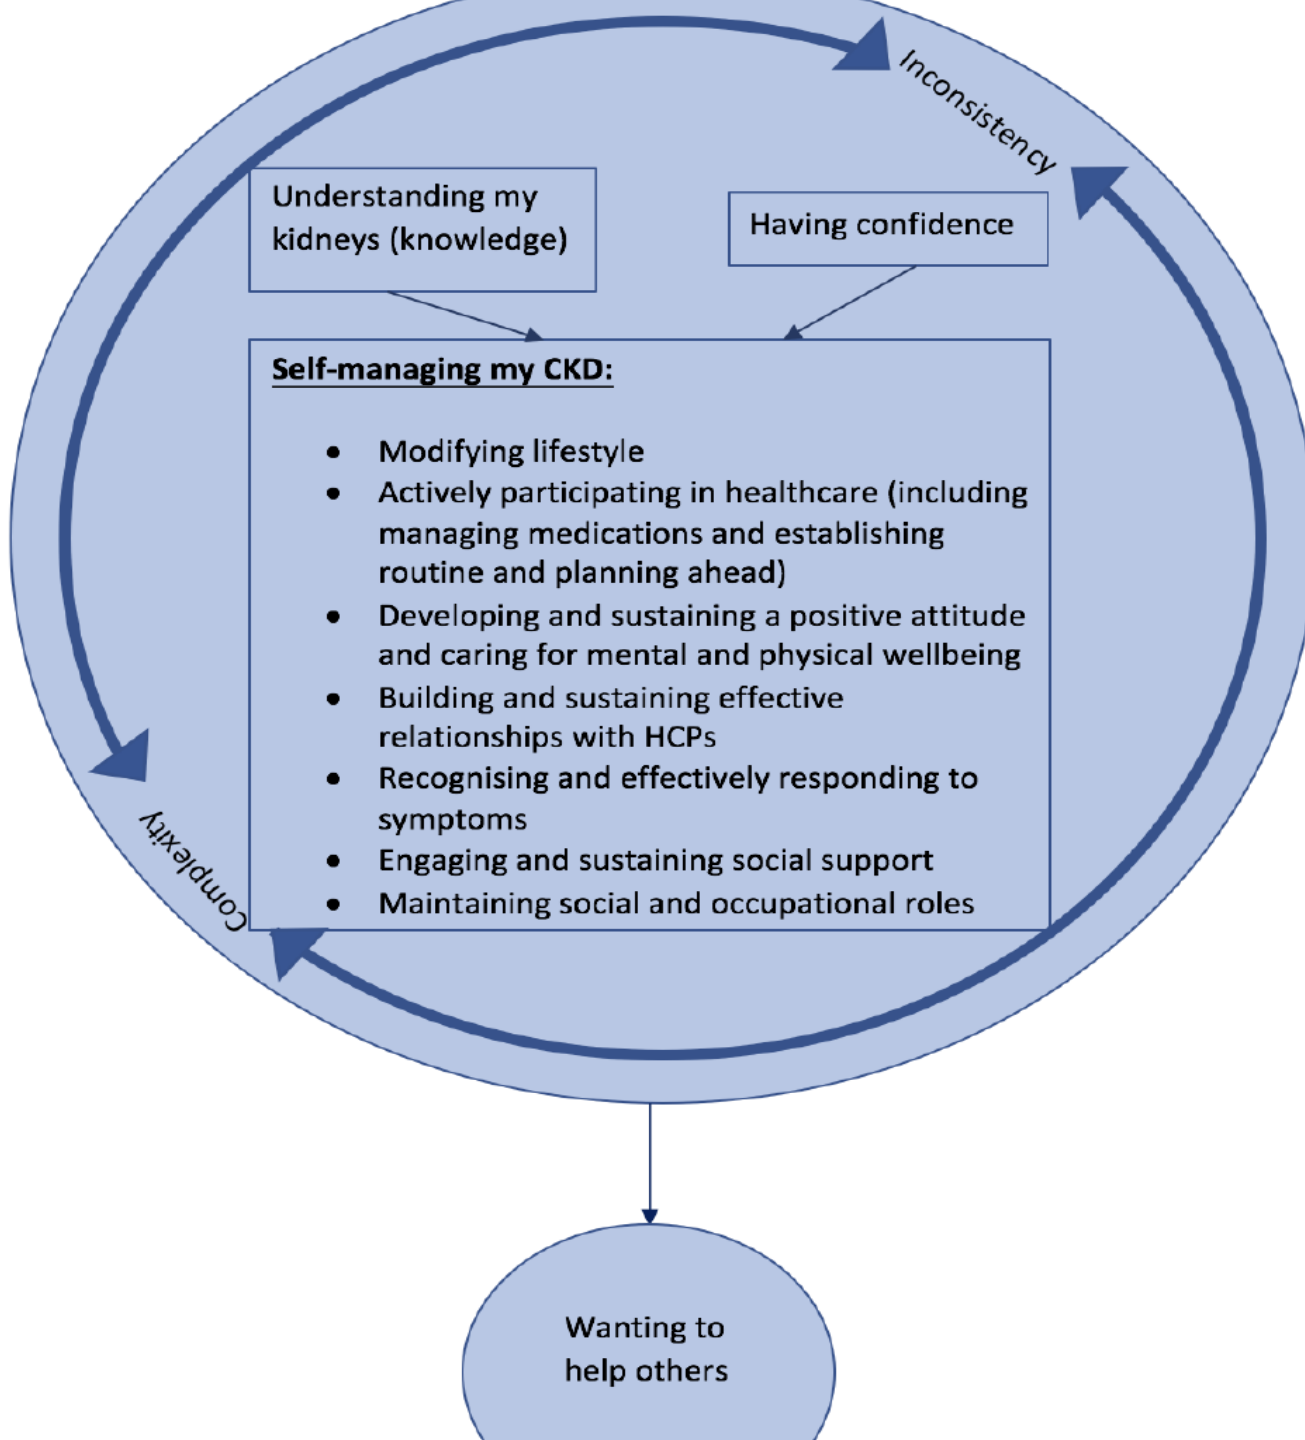 Inconsistency
Understanding my
kidneys (knowledge)
Having confidence
Self-managing my CKD:
• Modifying lifestyle
• Actively participating in healthcare (including
managing medications and establishing
routine and planning ahead)
• Developing and sustaining a positive attitude
and caring for mental and physical wellbeing
• Building and sustaining effective
relationships with HCPs
• Recognising and effectively responding to
symptoms
• Engaging and sustaining social support
• Maintaining social and occupational roles
Complexity
Wanting to
help others